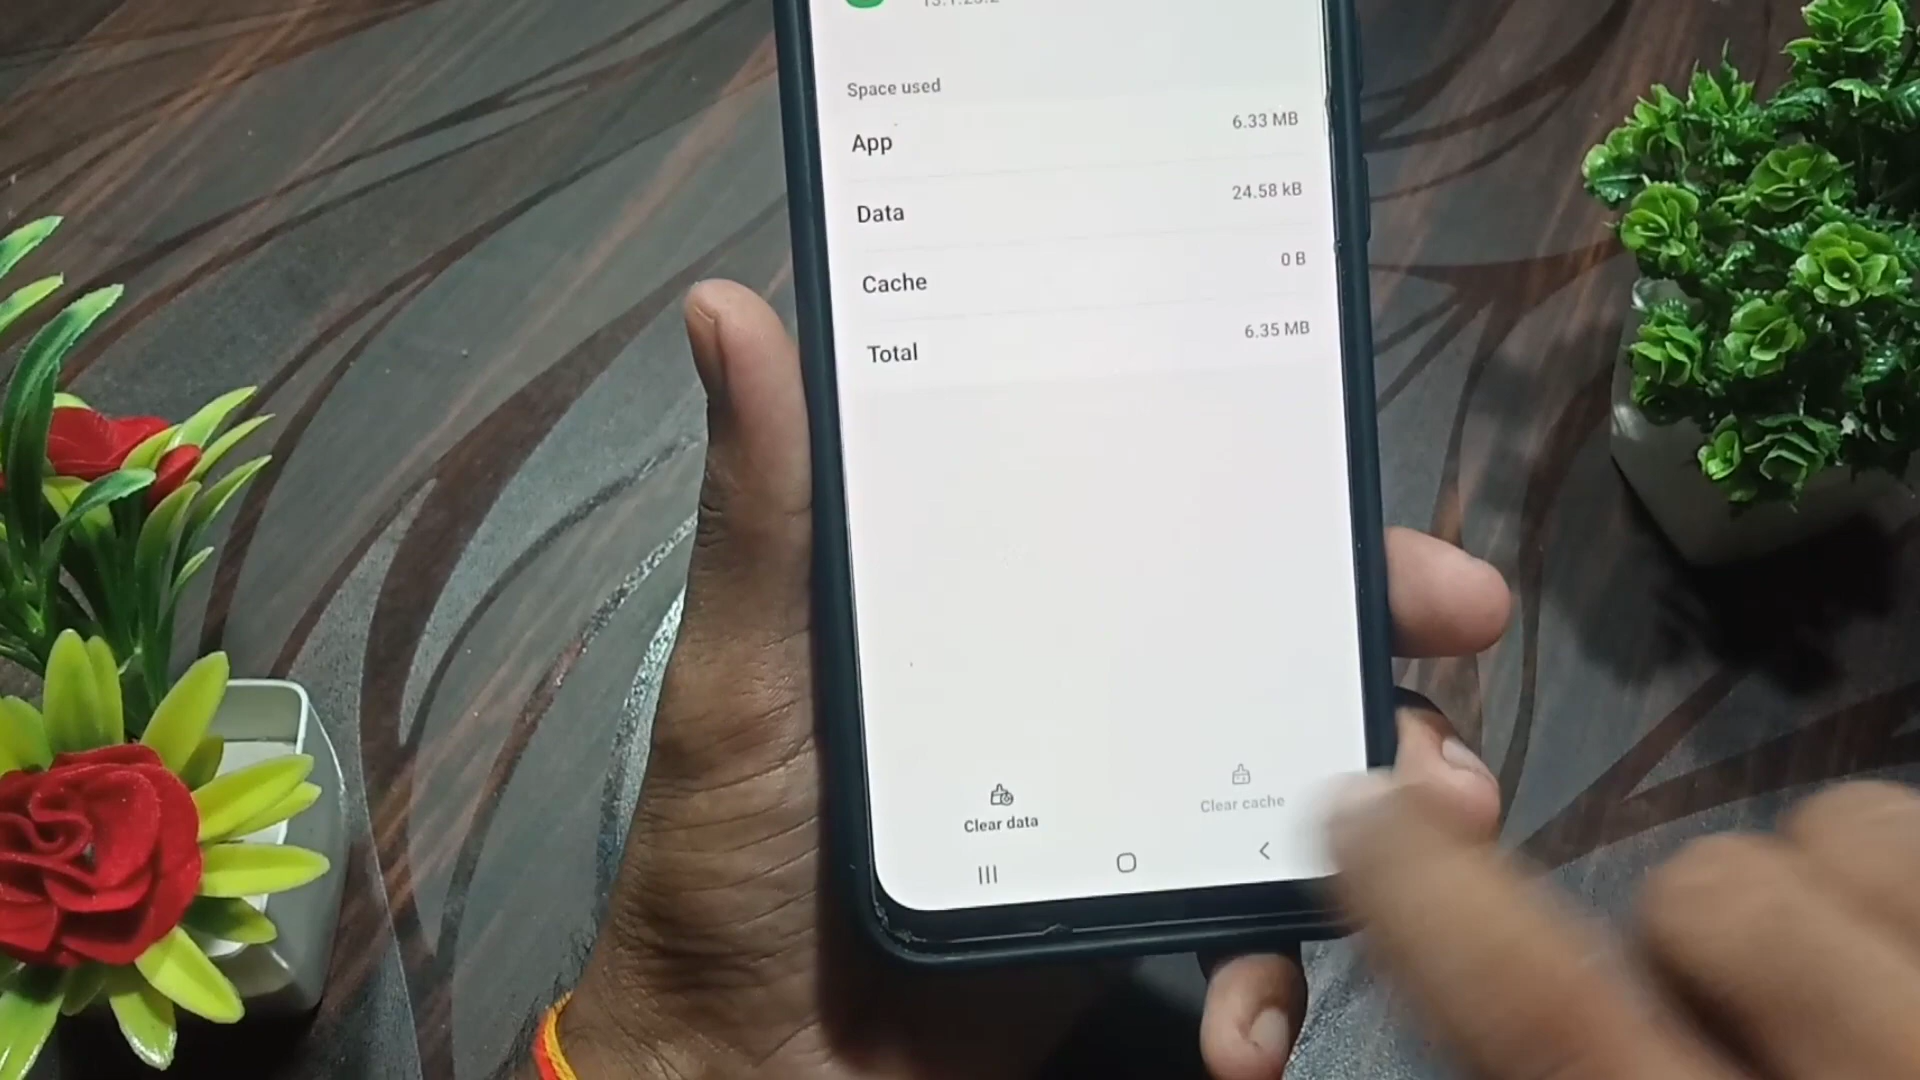 Space used
App
6.33 MB
Data
24.58 kB
Cache
0 B
Total
6.35 MB
Clear data
Clear cache